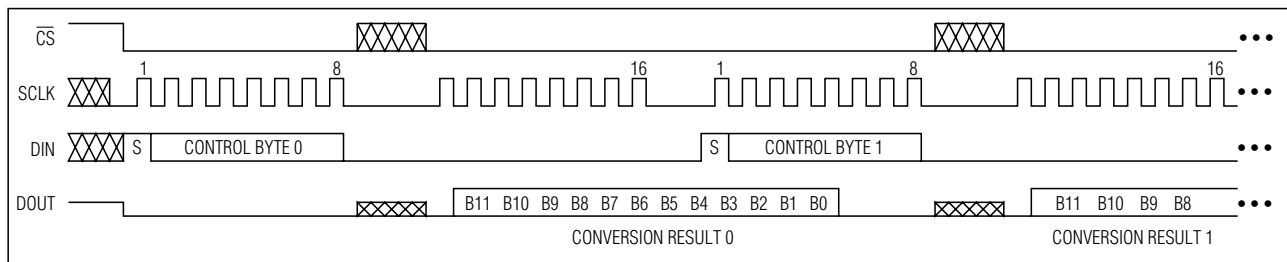 CS
1 8 16 1 8 16
SCLK
DIN S CONTROL BYTE 0 S CONTROL BYTE 1
DOUT B11 B10 B9 B8 B7 B6 B5 B4 B3 B2 B1 B0 B11 B10 B9 B8
CONVERSION RESULT 0 CONVERSION RESULT 1